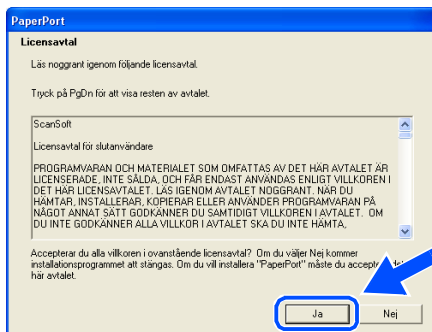 PaperPort
Licensavtal
Läs noggrant igenom följande licensavtal.
Tryck på PgDn för att visa resten av avtalet.
ScanSoft
Licensavtal för slutanvändare
PROGRAMVARAN OCH MATERIALET SOM OMFATTAS AV DET HÄR AVTALET ÄR
LICENSERADE, INTE SÅLDA, OCH FÅR ENDAST ANVÄNDAS ENLIGT VILLKOREN I
DET HÄR LICENSAVTALET. LÄS IGENOM AVTALET NOGGRANT. NÄR DU
HÄMTAR, INSTALLERAR, KOPIERAR ELLER ANVÄNDER PROGRAMVARAN PÅ
NÅGOT ANNAT SÄTT GODKÄNNER DU SAMTIDIGT VILLKOREN I AVTALET. OM
DU INTE GODKÄNNER ALLA VILLKOR I AVTALET SKA DU INTE HÄMTA,
Accepterar du alla villkoren i ovanstående licensavtal? Om du väljer Nej kommer
installationsprogrammet att stängas. Om du vill installera "PaperPort" måste du
här avtalet.
Ja
Nej